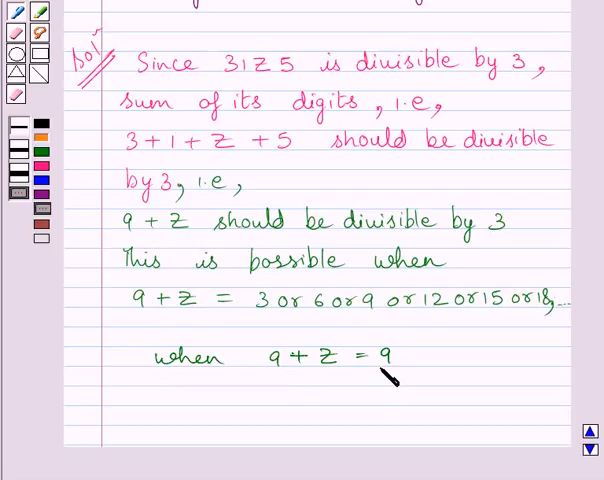 Sol
Since 31Z5 is divisible by 3,
sum of its digits, i.e,
3+1+Z+5 should be divisible
by 3, i.e,
9+Z should be divisible by 3
This is possible when
9+Z = 3 or 6 or 9 or 12 or 15 or 18,....
when 9+Z = 9